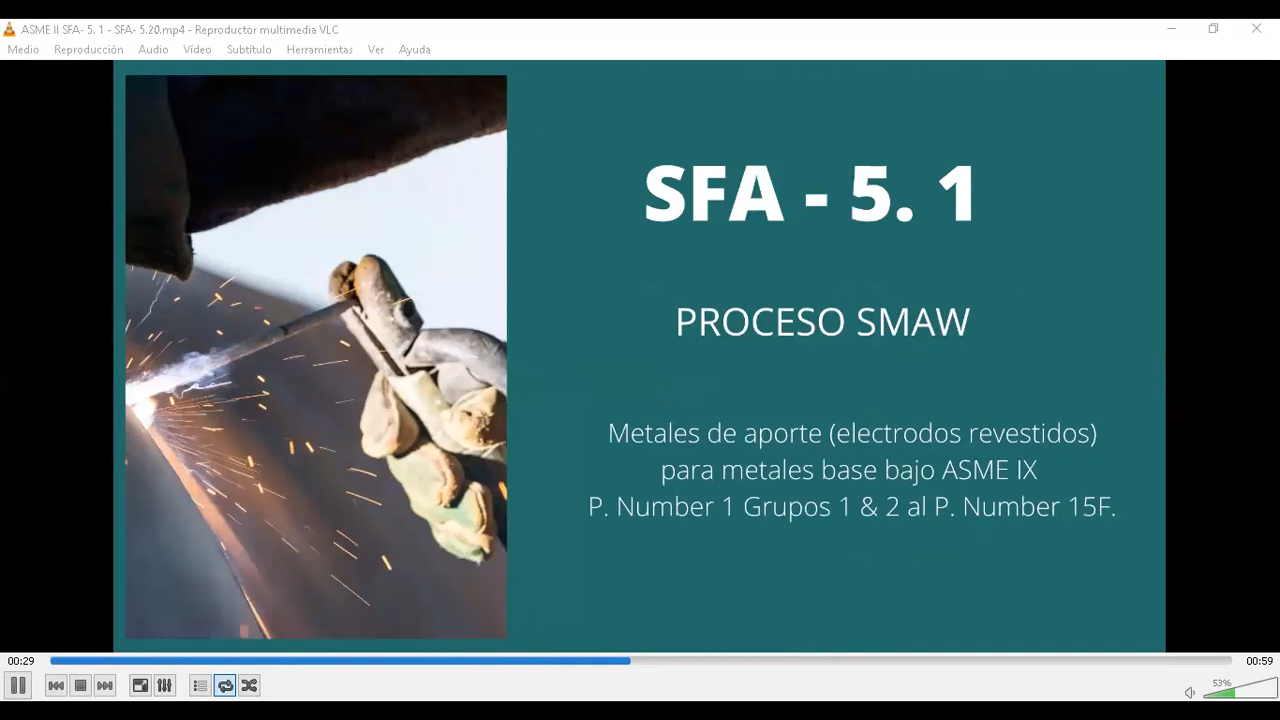 ASME II SFA- 5. 1 - SFA- 5.20.mp4 - Reproductor multimedia VLC
Medio Reproducción Audio Vídeo Subtítulo Herramientas Ver Ayuda
SFA - 5. 1
PROCESO SMAW
Metales de aporte (electrodos revestidos)
para metales base bajo ASME IX
P. Number 1 Grupos 1 & 2 al P. Number 15F.
00:29 00:59
53%